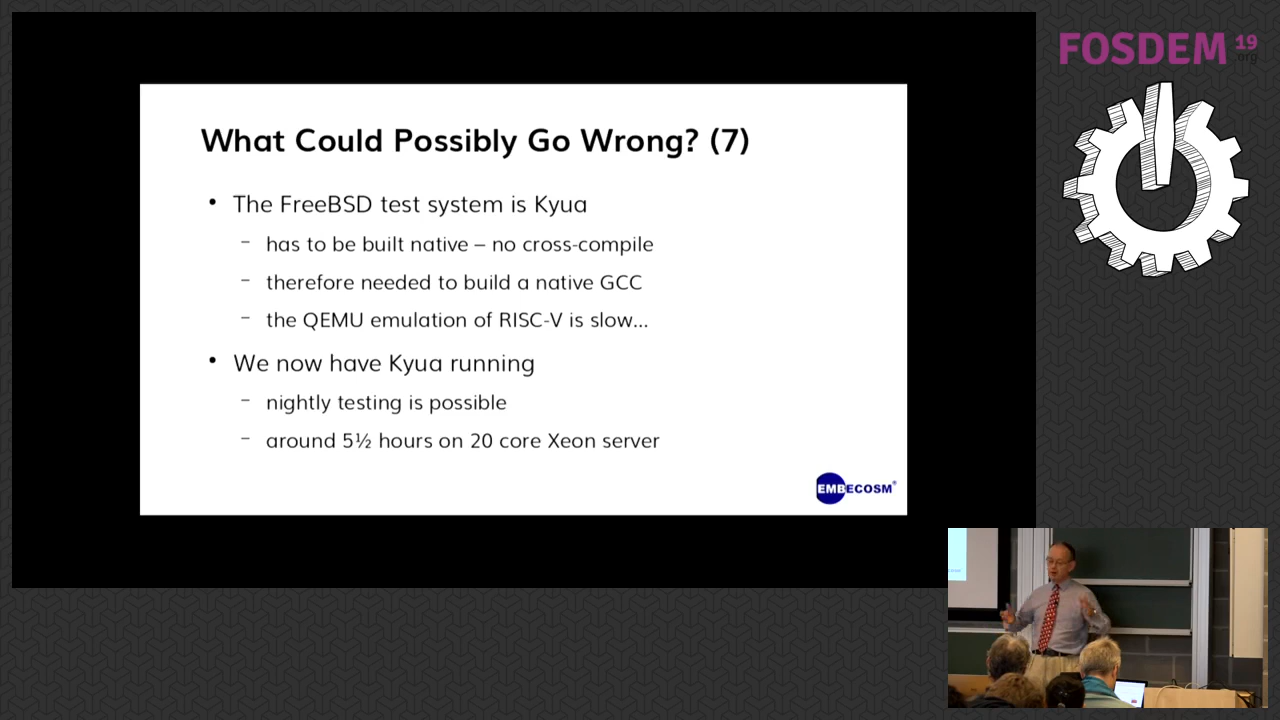 FOSDEM 19
.org
What Could Possibly Go Wrong? (7)
• The FreeBSD test system is Kyua
– has to be built native – no cross-compile
– therefore needed to build a native GCC
– the QEMU emulation of RISC-V is slow...
• We now have Kyua running
– nightly testing is possible
– around 5½ hours on 20 core Xeon server
EMBECOSM®